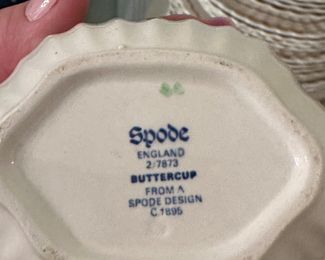 Spode
ENGLAND
2/7873
BUTTERCUP
FROM A
SPODE DESIGN
C.1895